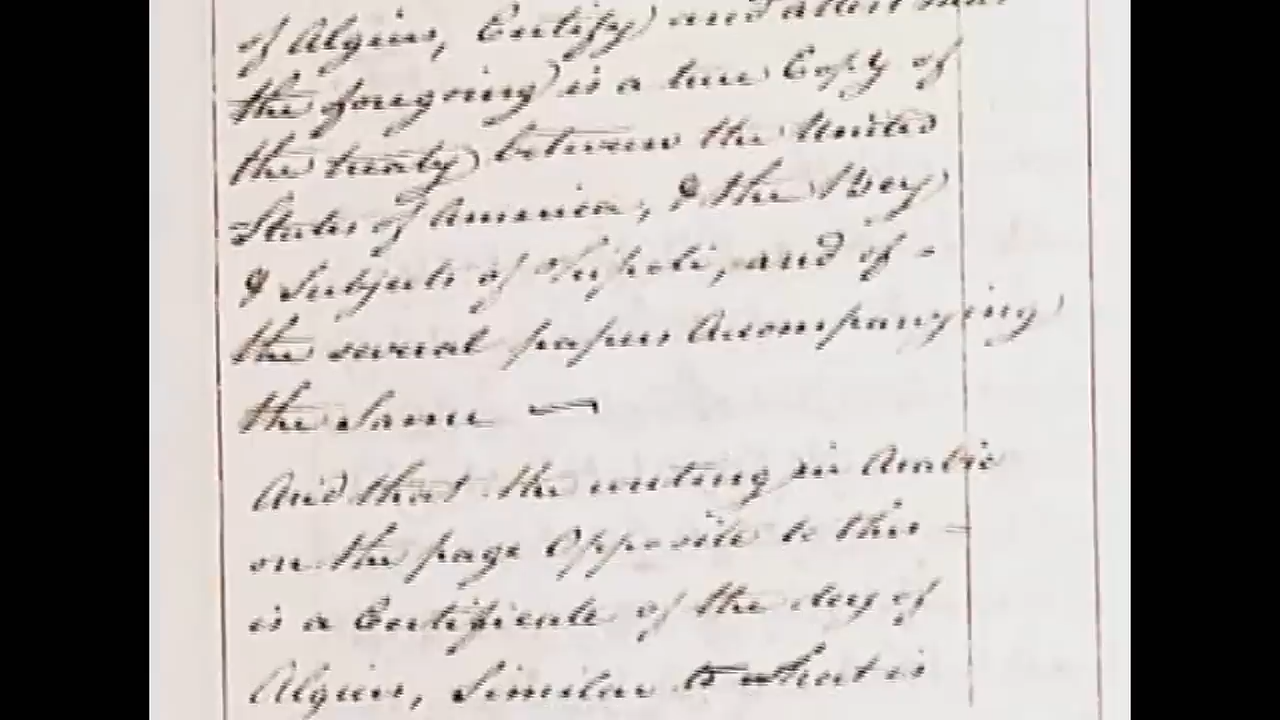 of Algiers, Certify and attest that
the foregoing is a true Copy of
the treaty between the United
States of America, & the Bey
& Subjects of Tripoli, and of -
the several papers Acompanying
the Same —
And that the writing in Arabic
on the page Opposite to this -
is a Certificate of the dey of
Algiers, Similar to what is